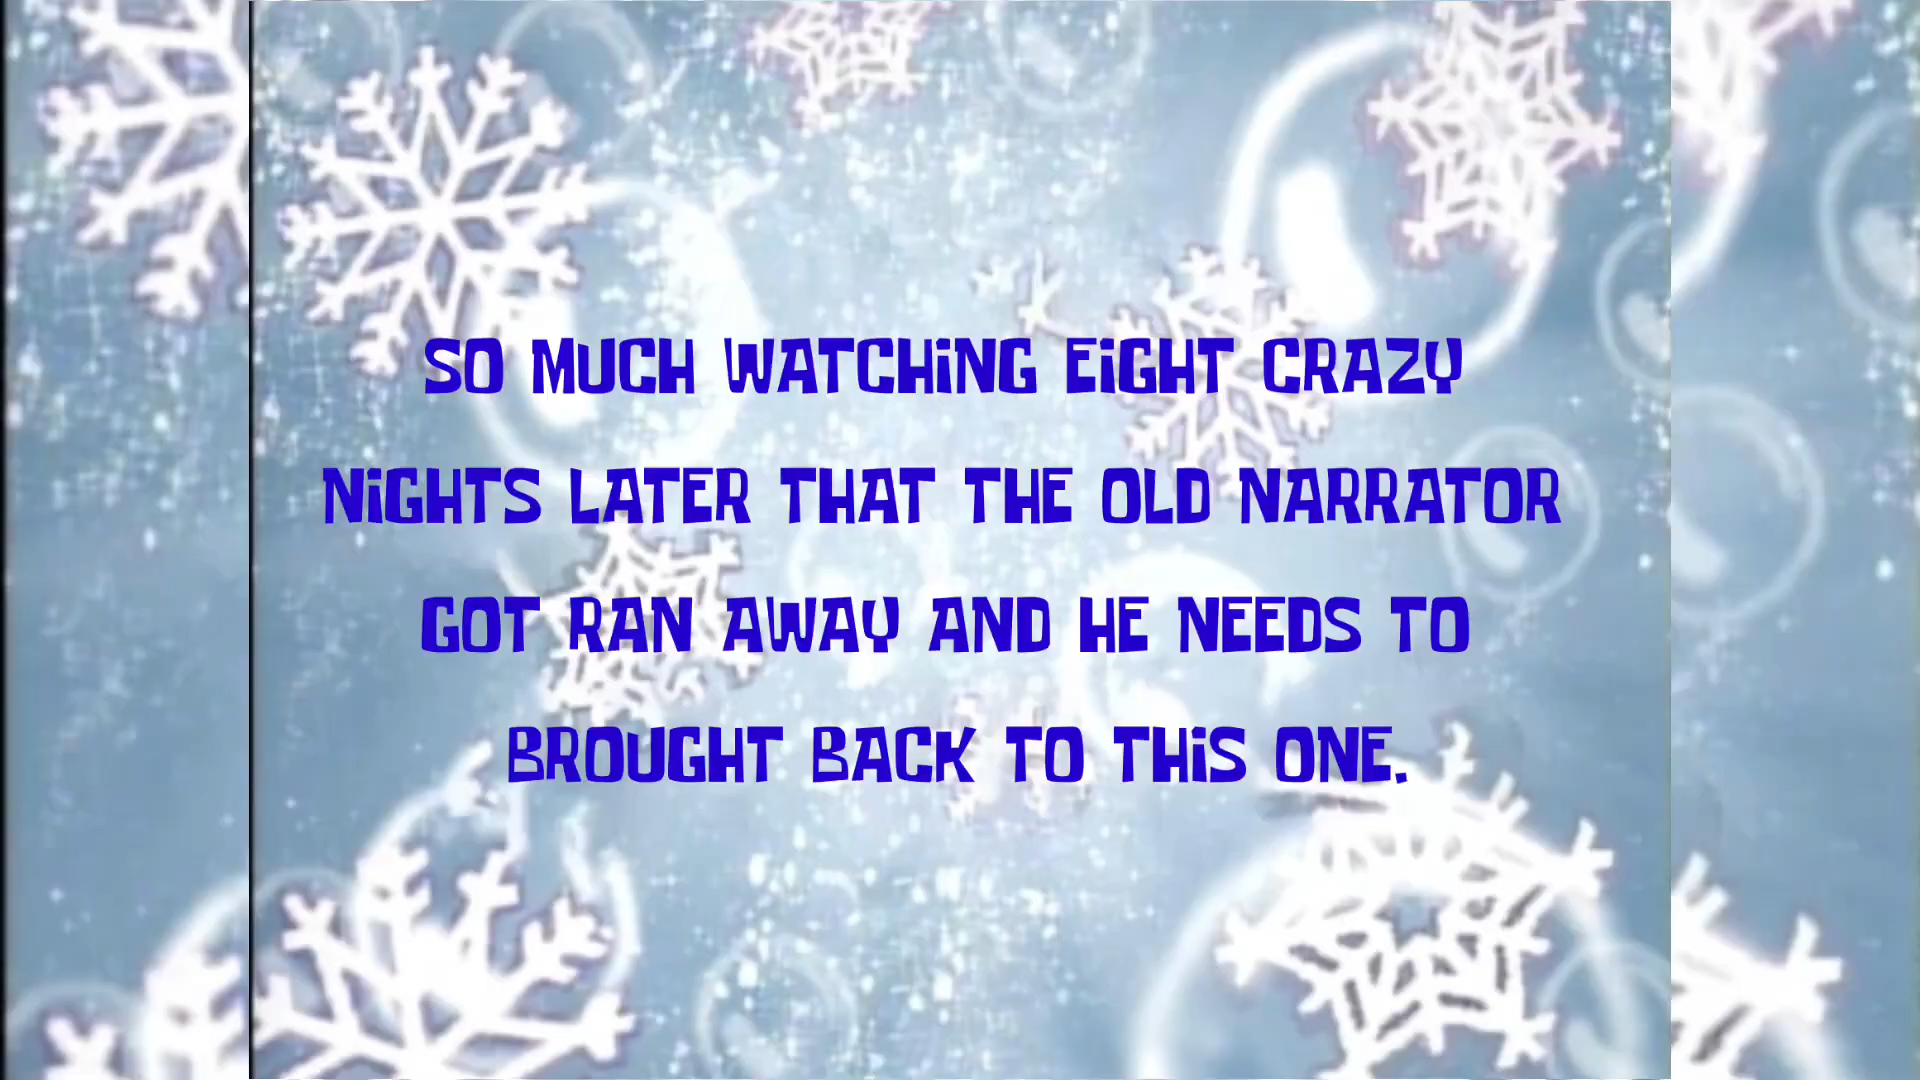 SO MUCH WATCHiNG EiGHT CRAZY
NiGHTS LATER THAT THE OLD NARRATOR
GOT RAN AWAY AND HE NEEDS TO
BROUGHT BACK TO THiS ONE.